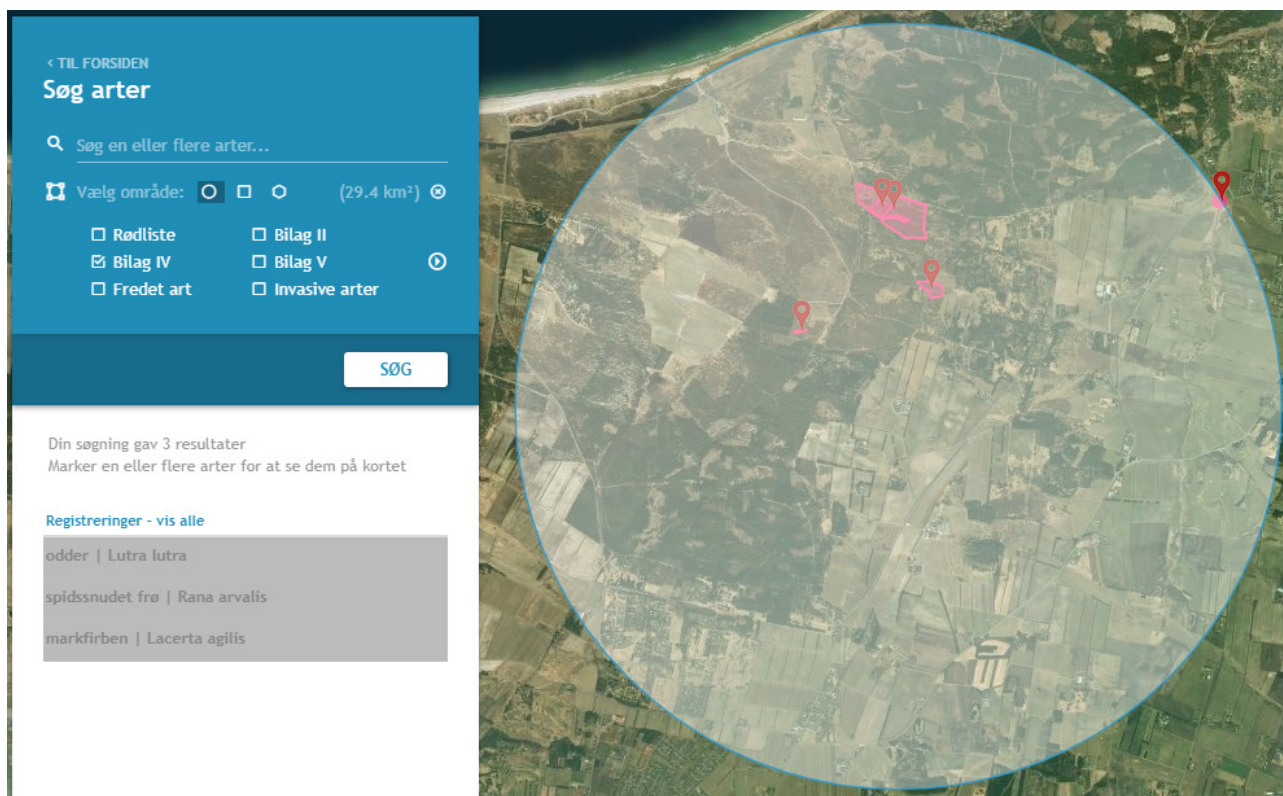 ‹ TIL FORSIDEN
Søg arter
Søg en eller flere arter...
Vælg område: (29.4 km²)
Rødliste Bilag II
Bilag IV Bilag V
Fredet art Invasive arter
SØG
Din søgning gav 3 resultater
Marker en eller flere arter for at se dem på kortet
Registreringer - vis alle
odder | Lutra lutra
spidssnudet frø | Rana arvalis
markfirben | Lacerta agilis